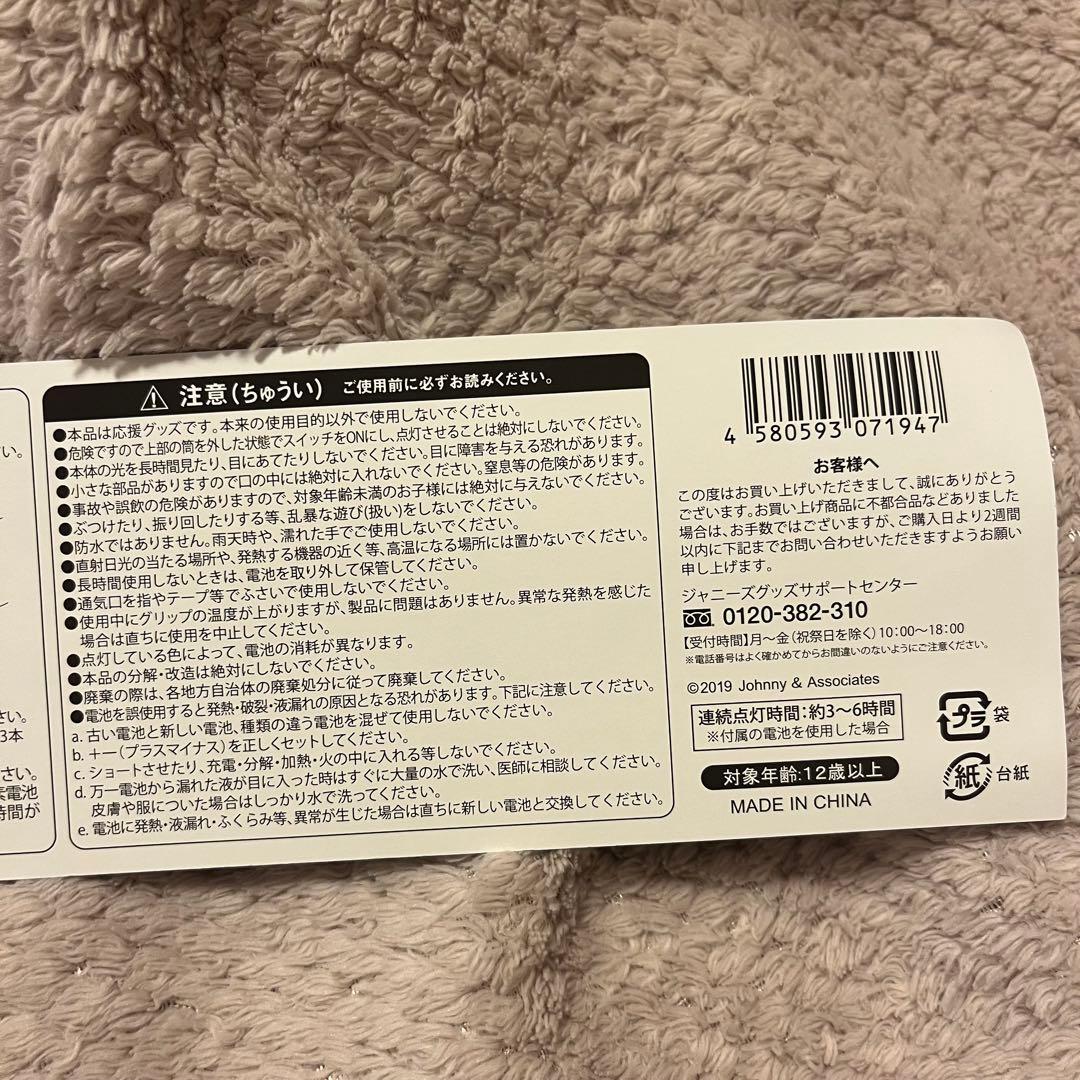 い。
さい。
3本
さい。
素電池
時間が
注意(ちゅうい) ご使用前に必ずお読みください。
●本品は応援グッズです。本来の使用目的以外で使用しないでください。
●危険ですので上部の筒を外した状態でスイッチをONにし、点灯させることは絶対にしないでください。
●本体の光を長時間見たり、目にあてたりしないでください。目に障害を与える恐れがあります。
●小さな部品がありますので口の中には絶対に入れないでください。窒息等の危険があります。
●事故や誤飲の危険がありますので、対象年齢未満のお子様には絶対に与えないでください。
●ぶつけたり、振り回したりする等、乱暴な遊び(扱い)をしないでください。
●防水ではありません。雨天時や、濡れた手でご使用しないでください。
●直射日光の当たる場所や、発熱する機器の近く等、高温になる場所には置かないでください。
●長時間使用しないときは、電池を取り外して保管してください。
●通気口を指やテープ等でふさいで使用しないでください。
●使用中にグリップの温度が上がりますが、製品に問題はありません。異常な発熱を感じた
場合は直ちに使用を中止してください。
●点灯している色によって、電池の消耗が異なります。
●本品の分解・改造は絶対にしないでください。
●廃棄の際は、各地方自治体の廃棄処分に従って廃棄してください。
●電池を誤使用すると発熱・破裂・液漏れの原因となる恐れがあります。下記に注意してください。
a. 古い電池と新しい電池、種類の違う電池を混ぜて使用しないでください。
b. +－(プラスマイナス)を正しくセットしてください。
c. ショートさせたり、充電・分解・加熱・火の中に入れる等しないでください。
d. 万一電池から漏れた液が目に入った時はすぐに大量の水で洗い、医師に相談してください。
皮膚や服についた場合はしっかり水で洗ってください。
e. 電池に発熱・液漏れ・ふくらみ等、異常が生じた場合は直ちに新しい電池と交換してください。
4 580593 071947
お客様へ
この度はお買い上げいただきまして、誠にありがとう
ございます。お買い上げ商品に不都合品などありました
場合は、お手数ではございますが、ご購入日より2週間
以内に下記までお問い合わせいただきますようお願い
申し上げます。
ジャニーズグッズサポートセンター
0120-382-310
【受付時間】月～金(祝祭日を除く)10:00～18:00
※電話番号はよく確かめてからお間違いのないようにご注意ください。
©2019 Johnny & Associates
連続点灯時間:約3～6時間
※付属の電池を使用した場合
対象年齢:12歳以上
MADE IN CHINA
プラ 袋
紙 台紙